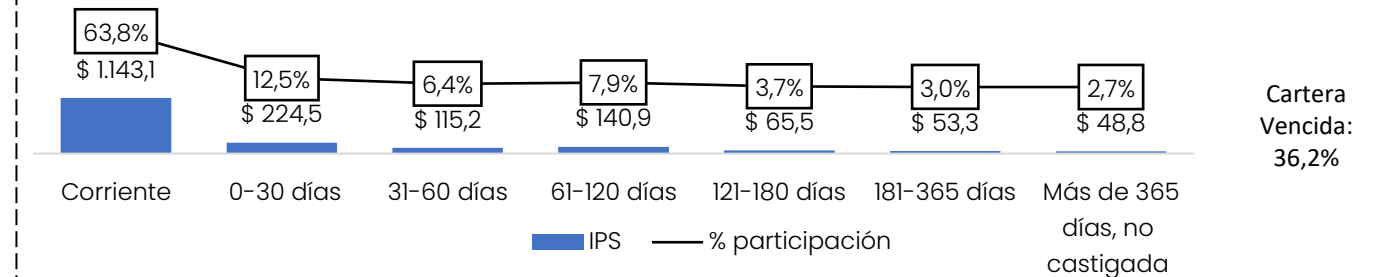 63,8%
$ 1.143,1
12,5%
$ 224,5
6,4%
$ 115,2
7,9%
$ 140,9
3,7%
$ 65,5
3,0%
$ 53,3
2,7%
$ 48,8
Corriente
0-30 días
31-60 días
61-120 días
121-180 días
181-365 días
Más de 365
días, no
castigada
IPS
% participación
Cartera
Vencida:
36,2%